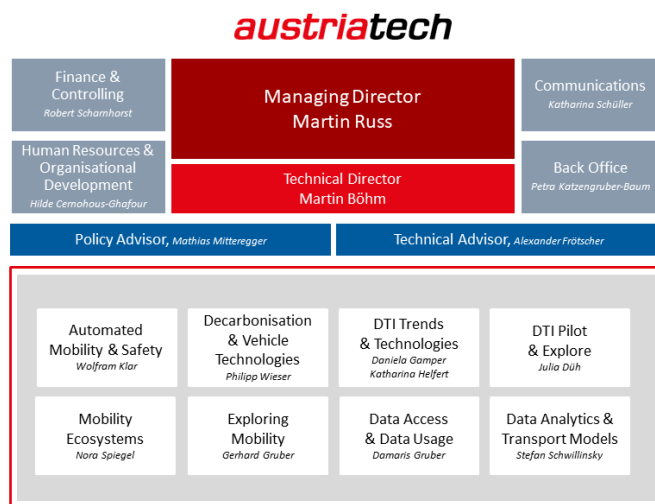 austriatech
Finance &
Controlling
Robert Scharnhorst
Managing Director
Martin Russ
Communications
Katharina Schüller
Human Resources &
Organisational
Development
Hilde Cernohous-Ghafour
Technical Director
Martin Böhm
Back Office
Petra Katzengruber-Baum
Policy Advisor, Mathias Mitteregger
Technical Advisor, Alexander Frötscher
Automated
Mobility & Safety
Wolfram Klar
Decarbonisation
& Vehicle
Technologies
Philipp Wieser
DTI Trends
& Technologies
Daniela Gamper
Katharina Helfert
DTI Pilot
& Explore
Julia Düh
Mobility
Ecosystems
Nora Spiegel
Exploring
Mobility
Gerhard Gruber
Data Access
& Data Usage
Damaris Gruber
Data Analytics &
Transport Models
Stefan Schwillinsky